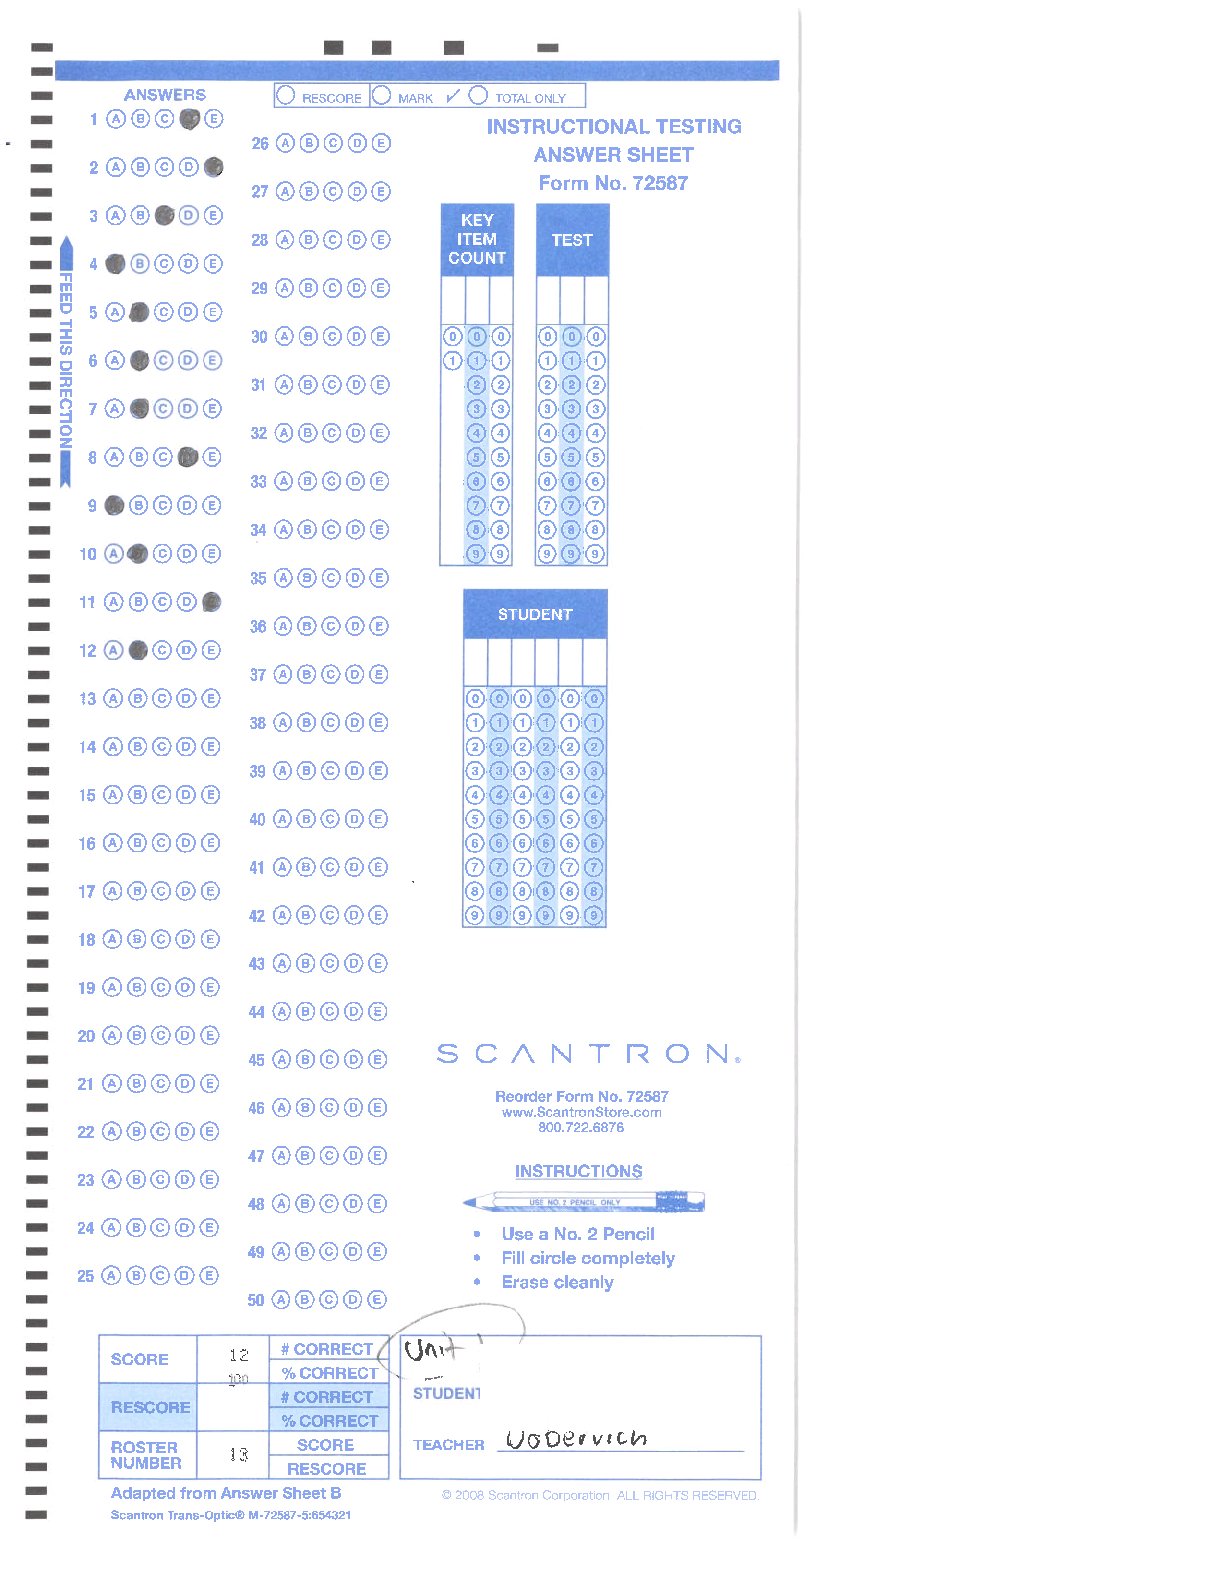 ANSWERS
RESCORE MARK ✓ TOTAL ONLY
INSTRUCTIONAL TESTING
ANSWER SHEET
Form No. 72587
FEED THIS DIRECTION
1 A B C E
2 A B C D
3 A B D E
4 B C D E
5 A C D E
6 A C D E
7 A C D E
8 A B C E
9 B C D E
10 A C D E
11 A B C D
12 A C D E
13 A B C D E
14 A B C D E
15 A B C D E
16 A B C D E
17 A B C D E
18 A B C D E
19 A B C D E
20 A B C D E
21 A B C D E
22 A B C D E
23 A B C D E
24 A B C D E
25 A B C D E
26 A B C D E
27 A B C D E
28 A B C D E
29 A B C D E
30 A B C D E
31 A B C D E
32 A B C D E
33 A B C D E
34 A B C D E
35 A B C D E
36 A B C D E
37 A B C D E
38 A B C D E
39 A B C D E
40 A B C D E
41 A B C D E
42 A B C D E
43 A B C D E
44 A B C D E
45 A B C D E
46 A B C D E
47 A B C D E
48 A B C D E
49 A B C D E
50 A B C D E
KEY
ITEM
COUNT
0 0 0
1 1 1
2 2
3 3
4 4
5 5
6 6
7 7
8 8
9 9
TEST
0 0 0
1 1 1
2 2 2
3 3 3
4 4 4
5 5 5
6 6 6
7 7 7
8 8 8
9 9 9
STUDENT
0 0 0 0 0 0
1 1 1 1 1 1
2 2 2 2 2 2
3 3 3 3 3 3
4 4 4 4 4 4
5 5 5 5 5 5
6 6 6 6 6 6
7 7 7 7 7 7
8 8 8 8 8 8
9 9 9 9 9 9
SCANTRON®
Reorder Form No. 72587
www.ScantronStore.com
800.722.6876
INSTRUCTIONS
USE NO. 2 PENCIL ONLY
• Use a No. 2 Pencil
• Fill circle completely
• Erase cleanly
SCORE 12 # CORRECT
100 % CORRECT
RESCORE # CORRECT
% CORRECT
ROSTER NUMBER 13 SCORE
RESCORE
Unit
STUDENT
TEACHER
Adapted from Answer Sheet B
© 2008 Scantron Corporation ALL RIGHTS RESERVED.
Scantron Trans-Optic® M-72587-5:654321